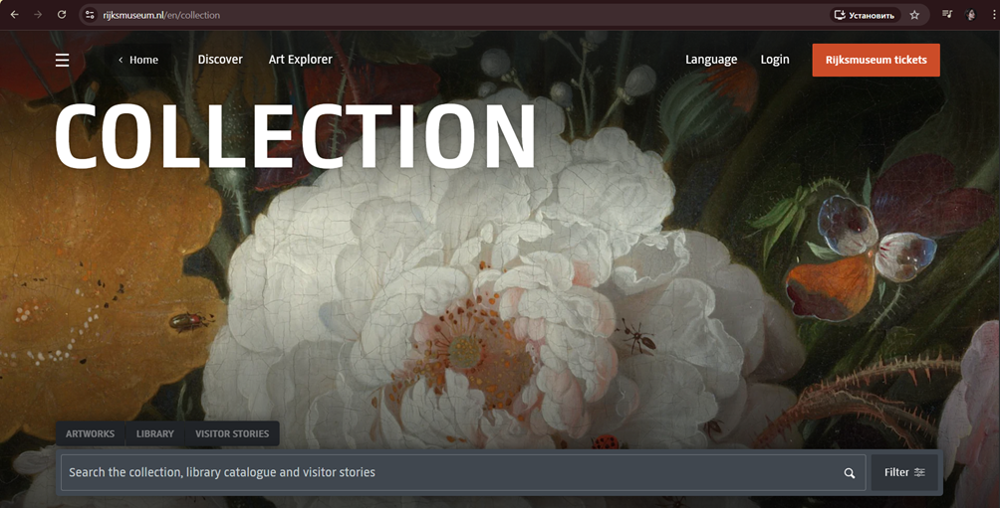 rijksmuseum.nl/en/collection
Установить
Home
Discover
Art Explorer
Language
Login
Rijksmuseum tickets
COLLECTION
ARTWORKS
LIBRARY
VISITOR STORIES
Search the collection, library catalogue and visitor stories
Filter